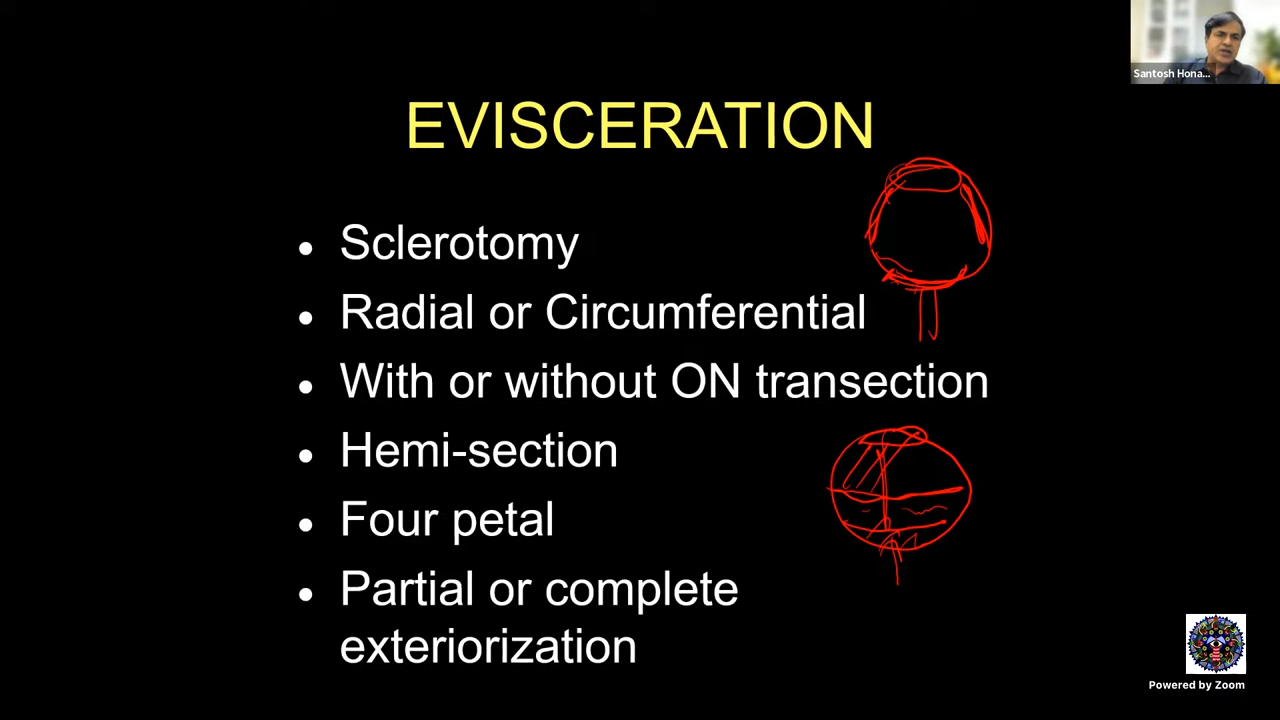 Santosh Hona...
EVISCERATION
• Sclerotomy
• Radial or Circumferential
• With or without ON transection
• Hemi-section
• Four petal
• Partial or complete
exteriorization
Powered by Zoom